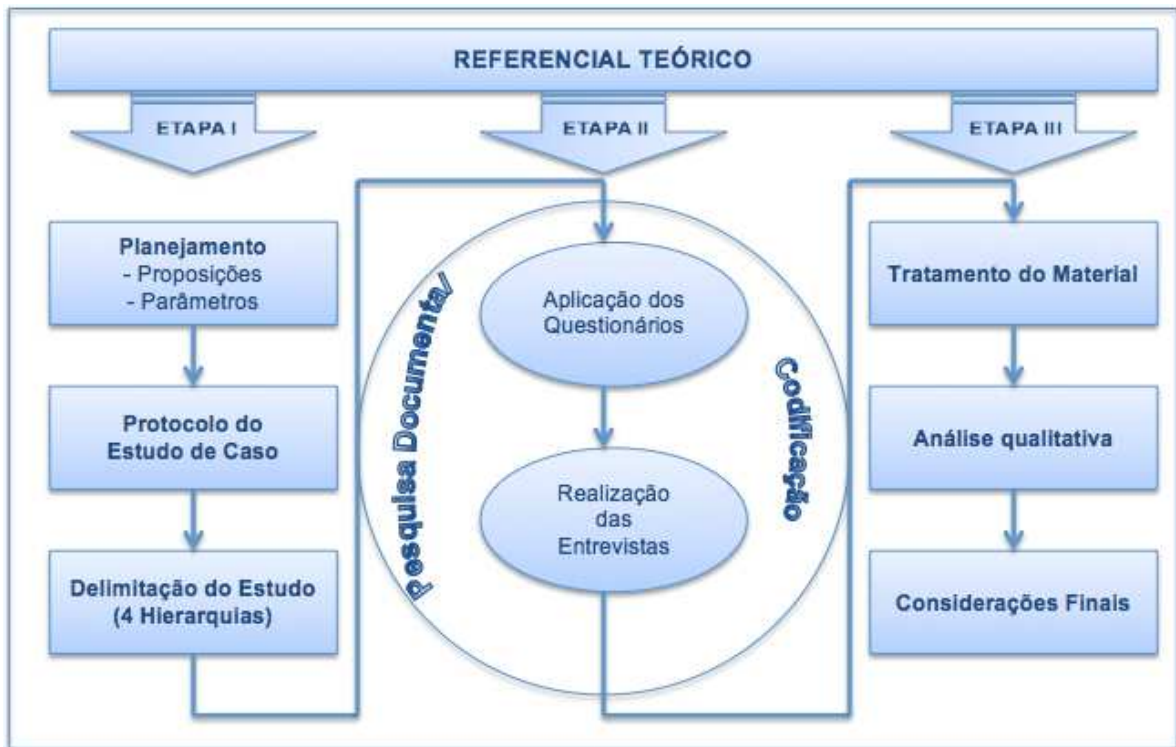 REFERENCIAL TEÓRICO
ETAPA I
ETAPA II
ETAPA III
Planejamento
- Proposições
- Parâmetros
Protocolo do
Estudo de Caso
Delimitação do Estudo
(4 Hierarquias)
Pesquisa Documental
Aplicação dos
Questionários
Realização
das
Entrevistas
Codificação
Tratamento do Material
Análise qualitativa
Considerações Finais